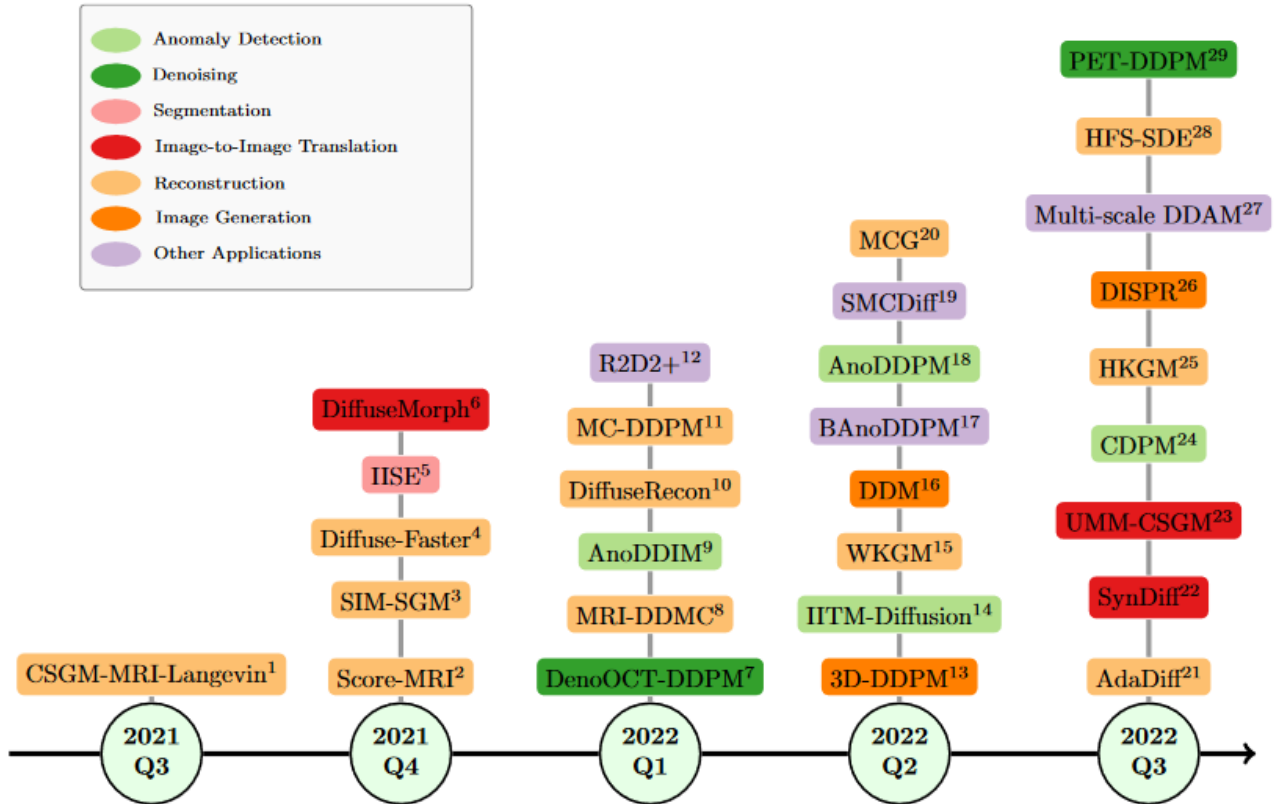 Anomaly Detection
Denoising
Segmentation
Image-to-Image Translation
Reconstruction
Image Generation
Other Applications
CSGM-MRI-Langevin¹
2021
Q3
DiffuseMorph⁶
IISE⁵
Diffuse-Faster⁴
SIM-SGM³
Score-MRI²
2021
Q4
R2D2+¹²
MC-DDPM¹¹
DiffuseRecon¹⁰
AnoDDIM⁹
MRI-DDMC⁸
DenoOCT-DDPM⁷
2022
Q1
MCG²⁰
SMCDiff¹⁹
AnoDDPM¹⁸
BAnoDDPM¹⁷
DDM¹⁶
WKGM¹⁵
IITM-Diffusion¹⁴
3D-DDPM¹³
2022
Q2
PET-DDPM²⁹
HFS-SDE²⁸
Multi-scale DDAM²⁷
DISPR²⁶
HKGM²⁵
CDPM²⁴
UMM-CSGM²³
SynDiff²²
AdaDiff²¹
2022
Q3